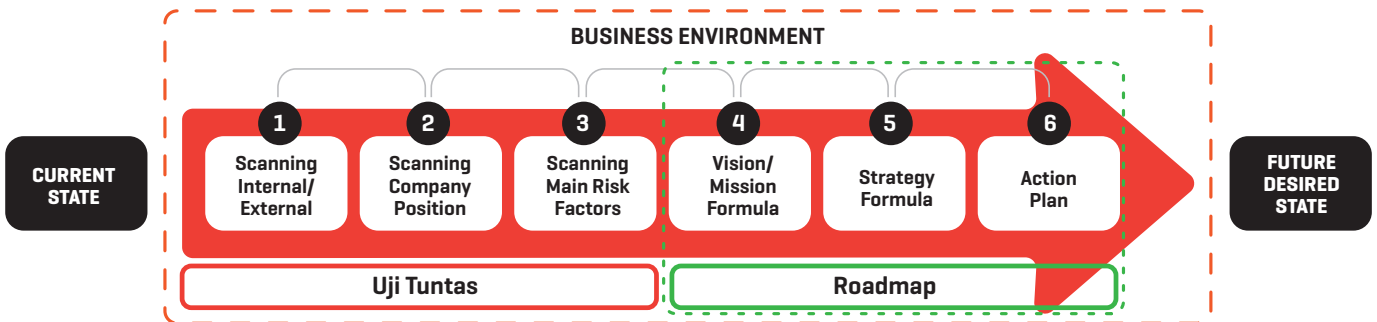 BUSINESS ENVIRONMENT
CURRENT
STATE
1
Scanning
Internal/
External
2
Scanning
Company
Position
3
Scanning
Main Risk
Factors
4
Vision/
Mission
Formula
5
Strategy
Formula
6
Action
Plan
FUTURE
DESIRED
STATE
Uji Tuntas
Roadmap